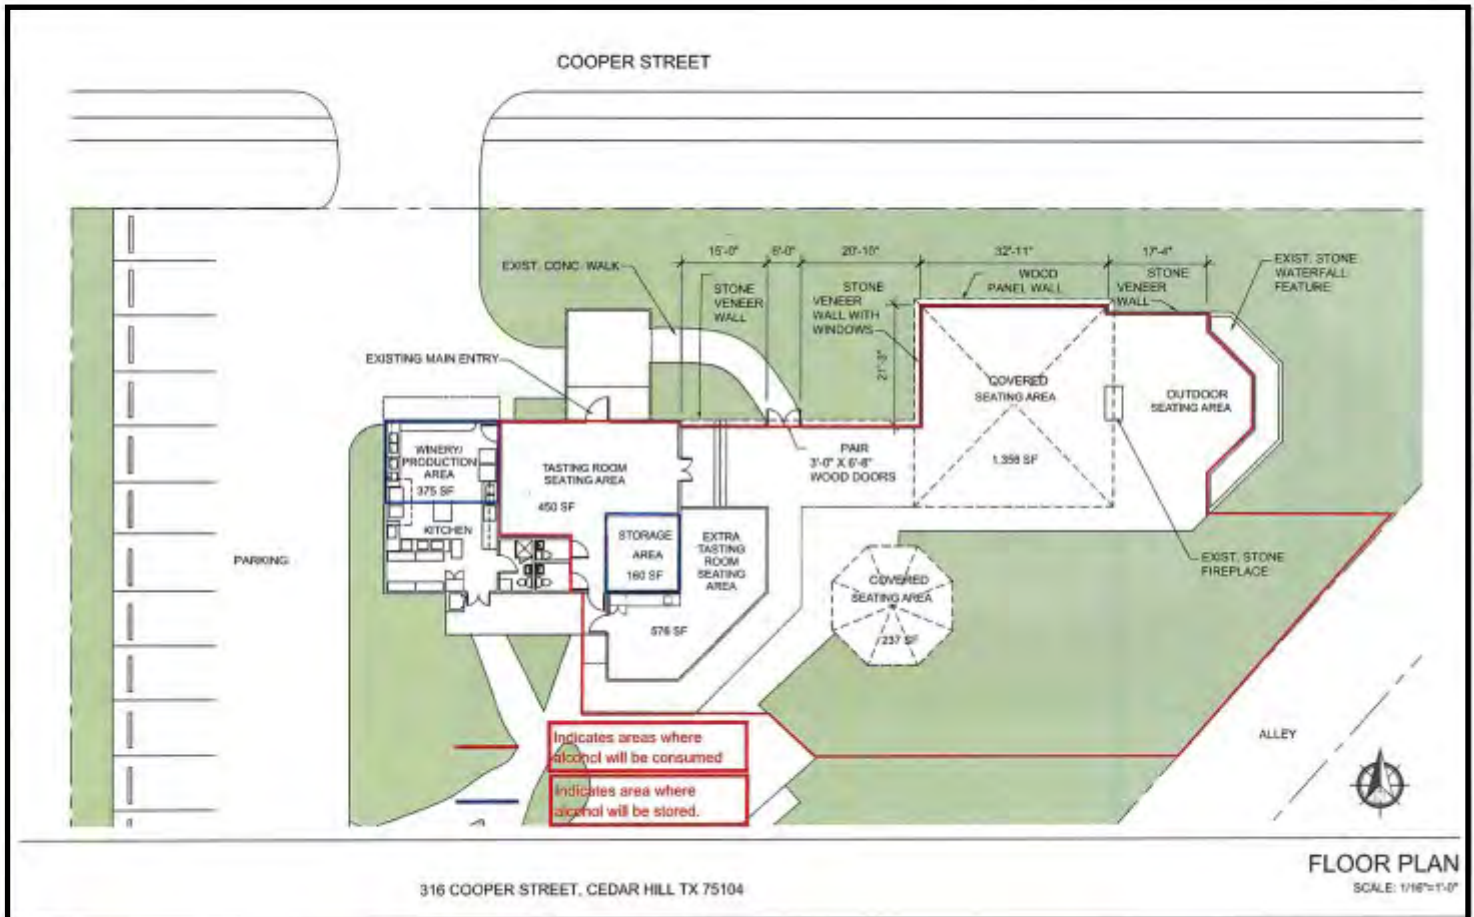 COOPER STREET
15'-0"
6'-0"
20'-10"
32'-11"
17'-4"
EXIST. CONC. WALK
STONE
VENEER
WALL
STONE
VENEER
WALL WITH
WINDOWS
WOOD
PANEL WALL
STONE
VENEER
WALL
EXIST. STONE
WATERFALL
FEATURE
21'-3"
EXISTING MAIN ENTRY
COVERED
SEATING AREA
1,356 SF
OUTDOOR
SEATING AREA
PAIR
3'-0" X 6'-8"
WOOD DOORS
WINERY/
PRODUCTION
AREA
375 SF
KITCHEN
TASTING ROOM
SEATING AREA
450 SF
STORAGE
AREA
160 SF
EXTRA
TASTING
ROOM
SEATING
AREA
576 SF
PARKING
EXIST. STONE
FIREPLACE
COVERED
SEATING AREA
237 SF
ALLEY
Indicates areas where
alcohol will be consumed
Indicates area where
alcohol will be stored.
FLOOR PLAN
SCALE: 1/16"=1'-0"
316 COOPER STREET, CEDAR HILL TX 75104